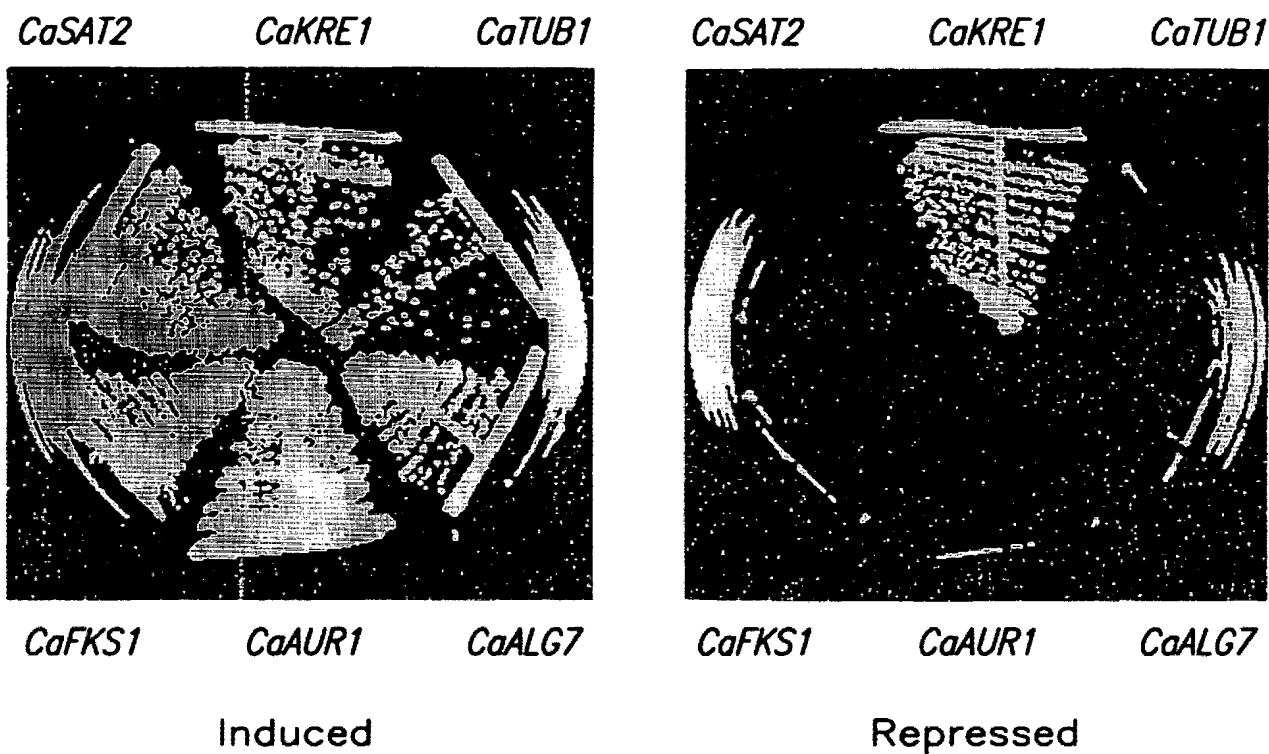 CaSAT2 CaKRE1 CaTUB1 CaSAT2 CaKRE1 CaTUB1
CaFKS1 CaAUR1 CaALG7 CaFKS1 CaAUR1 CaALG7
Induced Repressed